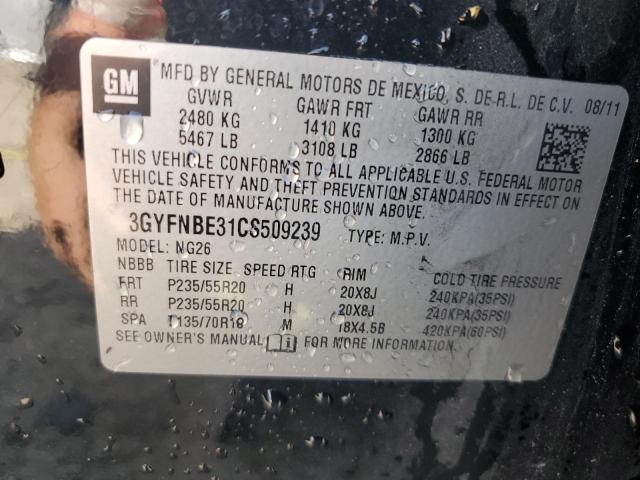 GM
MFD BY GENERAL MOTORS DE MEXICO, S. DE-R.L. DE C.V. 08/11
GVWR GAWR FRT GAWR RR
2480 KG 1410 KG 1300 KG
5467 LB 3108 LB 2866 LB
THIS VEHICLE CONFORMS TO ALL APPLICABLE U.S. FEDERAL MOTOR
VEHICLE SAFETY AND THEFT PREVENTION STANDARDS IN EFFECT ON
THE DATE OF MANUFACTURE SHOWN ABOVE.
3GYFNBE31CS509239 TYPE: M.P.V.
MODEL: NG26
NBBB TIRE SIZE SPEED RTG RIM COLD TIRE PRESSURE
FRT P235/55R20 H 20X8J 240KPA(35PSI)
RR P235/55R20 H 20X8J 240KPA(35PSI)
SPA T135/70R18 M 18X4.5B 420KPA(60PSI)
SEE OWNER'S MANUAL FOR MORE INFORMATION.